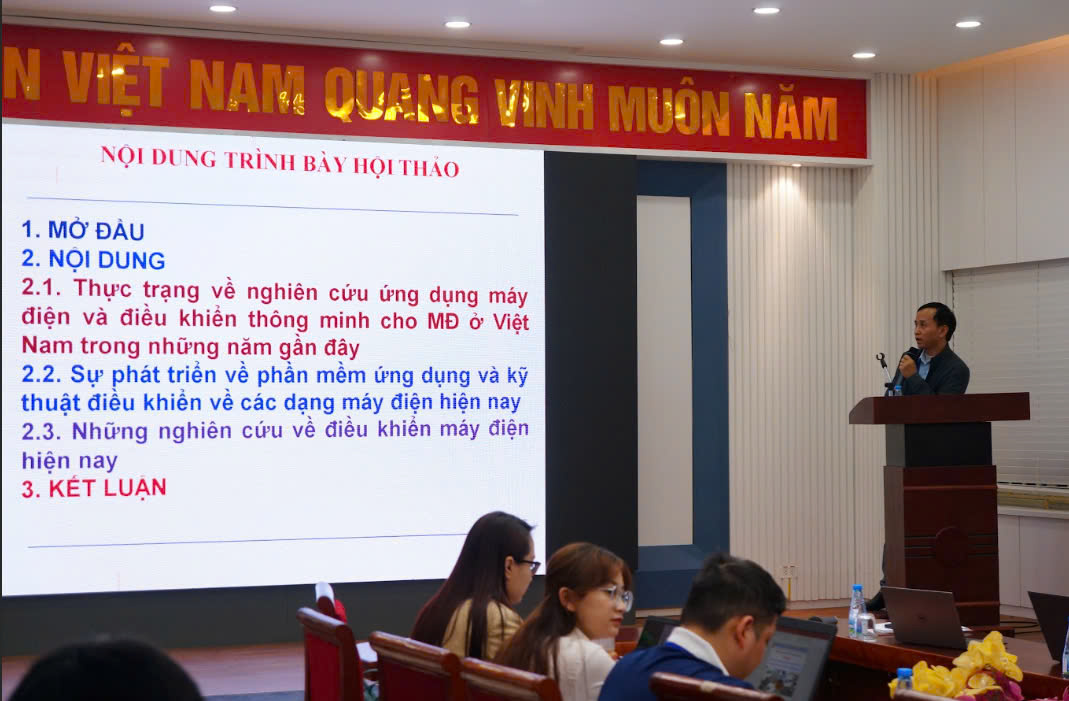 N VIỆT NAM QUANG VINH MUÔN NĂM
NỘI DUNG TRÌNH BÀY HỘI THẢO
1. MỞ ĐẦU
2. NỘI DUNG
2.1. Thực trạng về nghiên cứu ứng dụng máy
điện và điều khiển thông minh cho MĐ ở Việt
Nam trong những năm gần đây
2.2. Sự phát triển về phần mềm ứng dụng và kỹ
thuật điều khiển về các dạng máy điện hiện nay
2.3. Những nghiên cứu về điều khiển máy điện
hiện nay
3. KẾT LUẬN